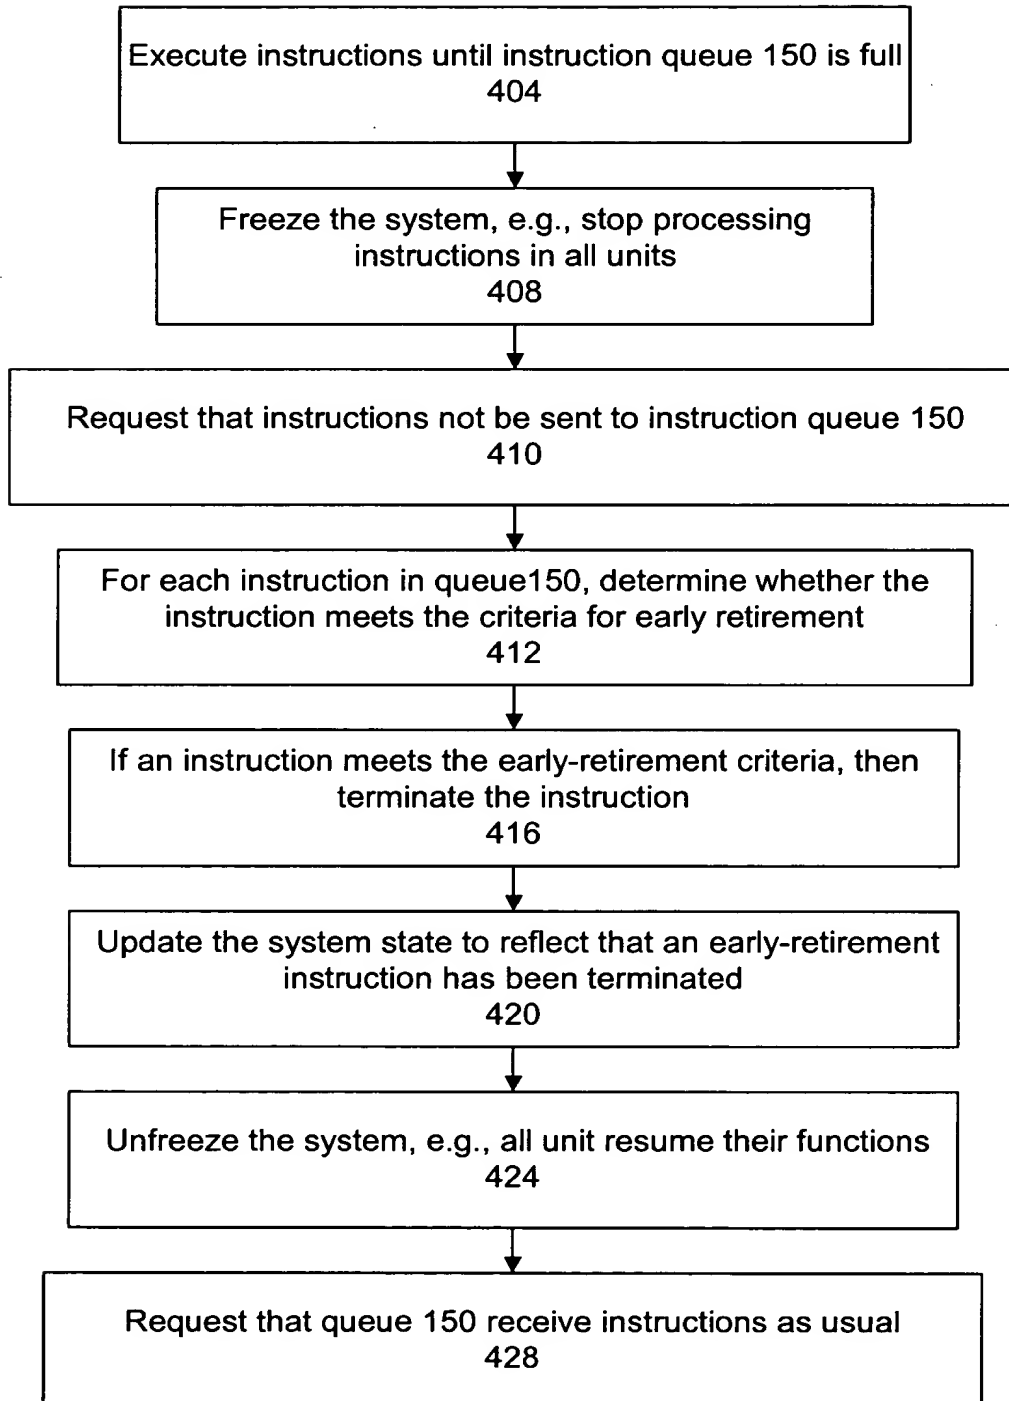 Execute instructions until instruction queue 150 is full
404
Freeze the system, e.g., stop processing
instructions in all units
408
Request that instructions not be sent to instruction queue 150
410
For each instruction in queue150, determine whether the
instruction meets the criteria for early retirement
412
If an instruction meets the early-retirement criteria, then
terminate the instruction
416
Update the system state to reflect that an early-retirement
instruction has been terminated
420
Unfreeze the system, e.g., all unit resume their functions
424
Request that queue 150 receive instructions as usual
428